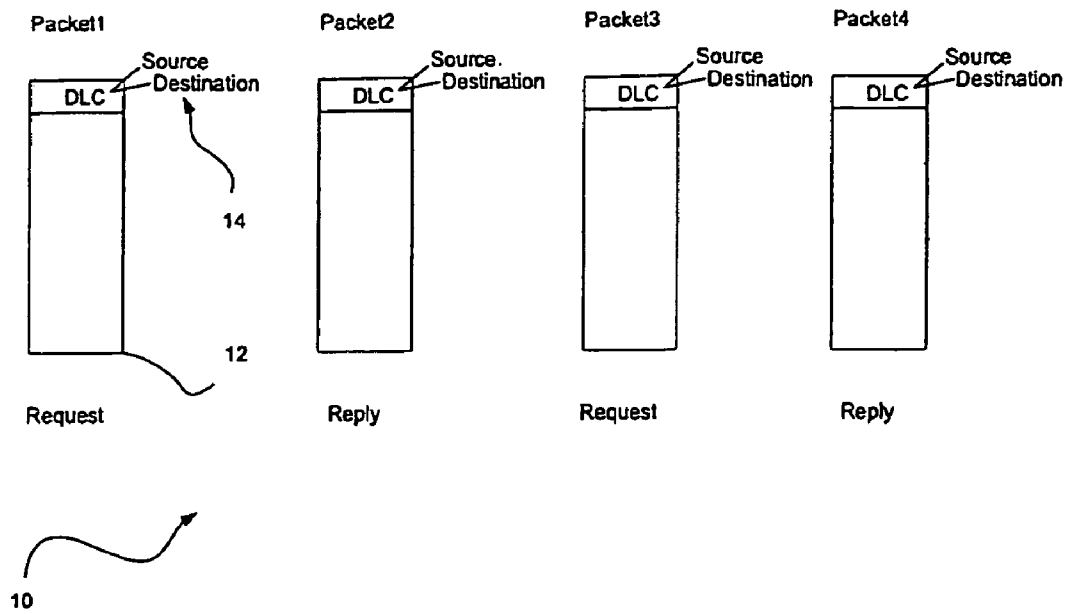 Packet1
Packet2
Packet3
Packet4
Source
Destination
DLC
Source.
Destination
DLC
Source
Destination
DLC
Source
Destination
DLC
14
12
Request
Reply
Request
Reply
10